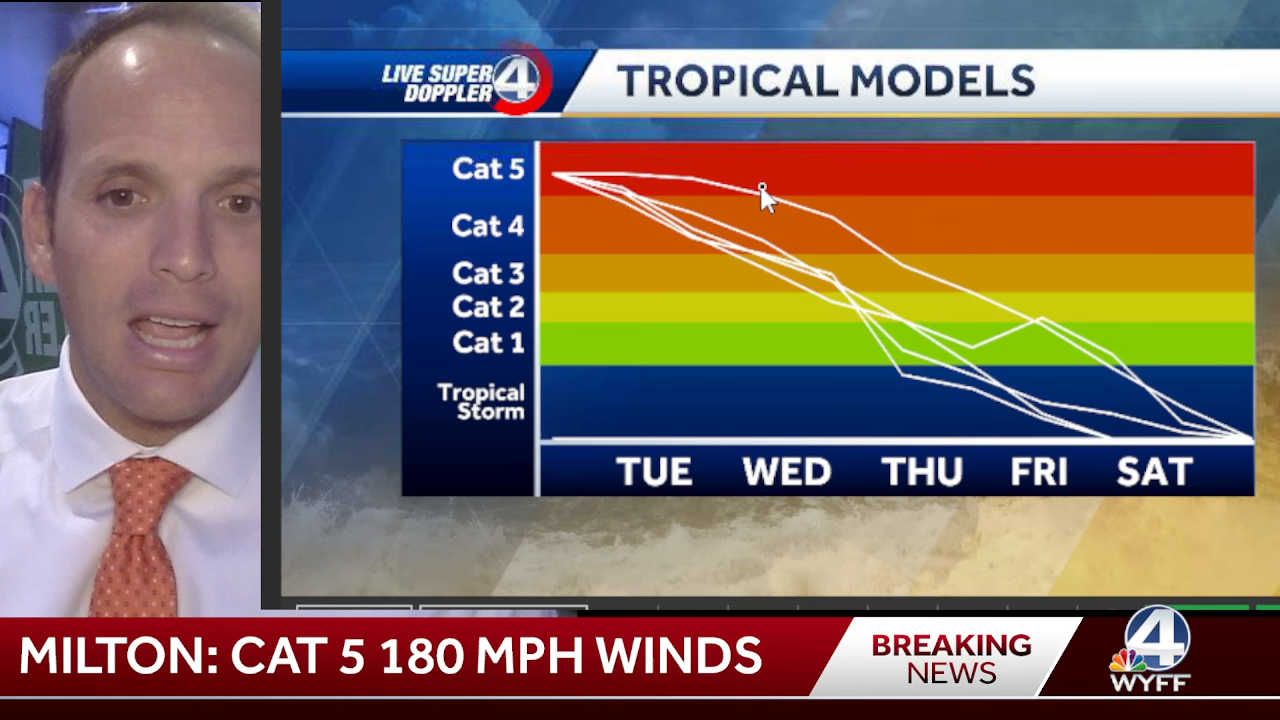 LIVE SUPER
DOPPLER 4
TROPICAL MODELS
Cat 5
Cat 4
Cat 3
Cat 2
Cat 1
Tropical
Storm
TUE WED THU FRI SAT
MILTON: CAT 5 180 MPH WINDS
BREAKING
NEWS
4
WYFF